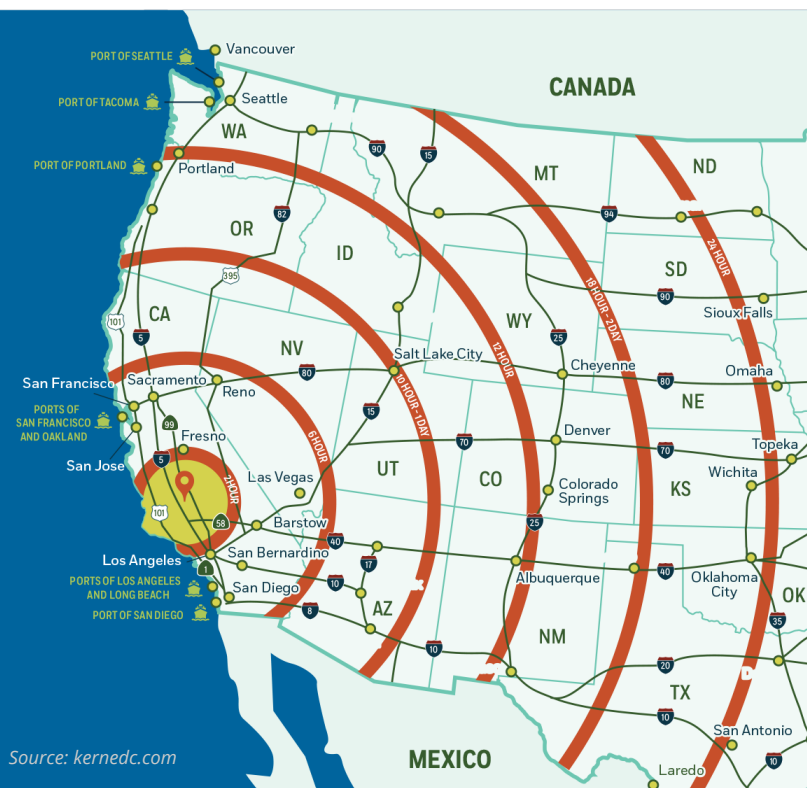 Vancouver
PORT OF SEATTLE
CANADA
PORT OF TACOMA
Seattle
WA
90
15
PORT OF PORTLAND
Portland
MT
ND
82
94
OR
ID
24 HOUR
395
SD
90
18 HOUR - 2 DAY
Sioux Falls
CA
101
5
WY
25
NV
12 HOUR
Salt Lake City
San Francisco
Sacramento
Reno
80
Cheyenne
80
Omaha
10 HOUR - 1 DAY
NE
PORTS OF
SAN FRANCISCO
AND OAKLAND
99
15
Fresno
6 HOUR
70
Denver
70
Topeka
5
San Jose
2 HOUR
Las Vegas
UT
CO
Colorado
Springs
KS
Wichita
101
58
Barstow
25
40
Los Angeles
San Bernardino
1
17
Albuquerque
40
Oklahoma
City
OK
PORTS OF LOS ANGELES
AND LONG BEACH
San Diego
10
PORT OF SAN DIEGO
8
AZ
35
10
NM
20
TX
D
10
San Antonio
10
MEXICO
Laredo
Source: kernedc.com